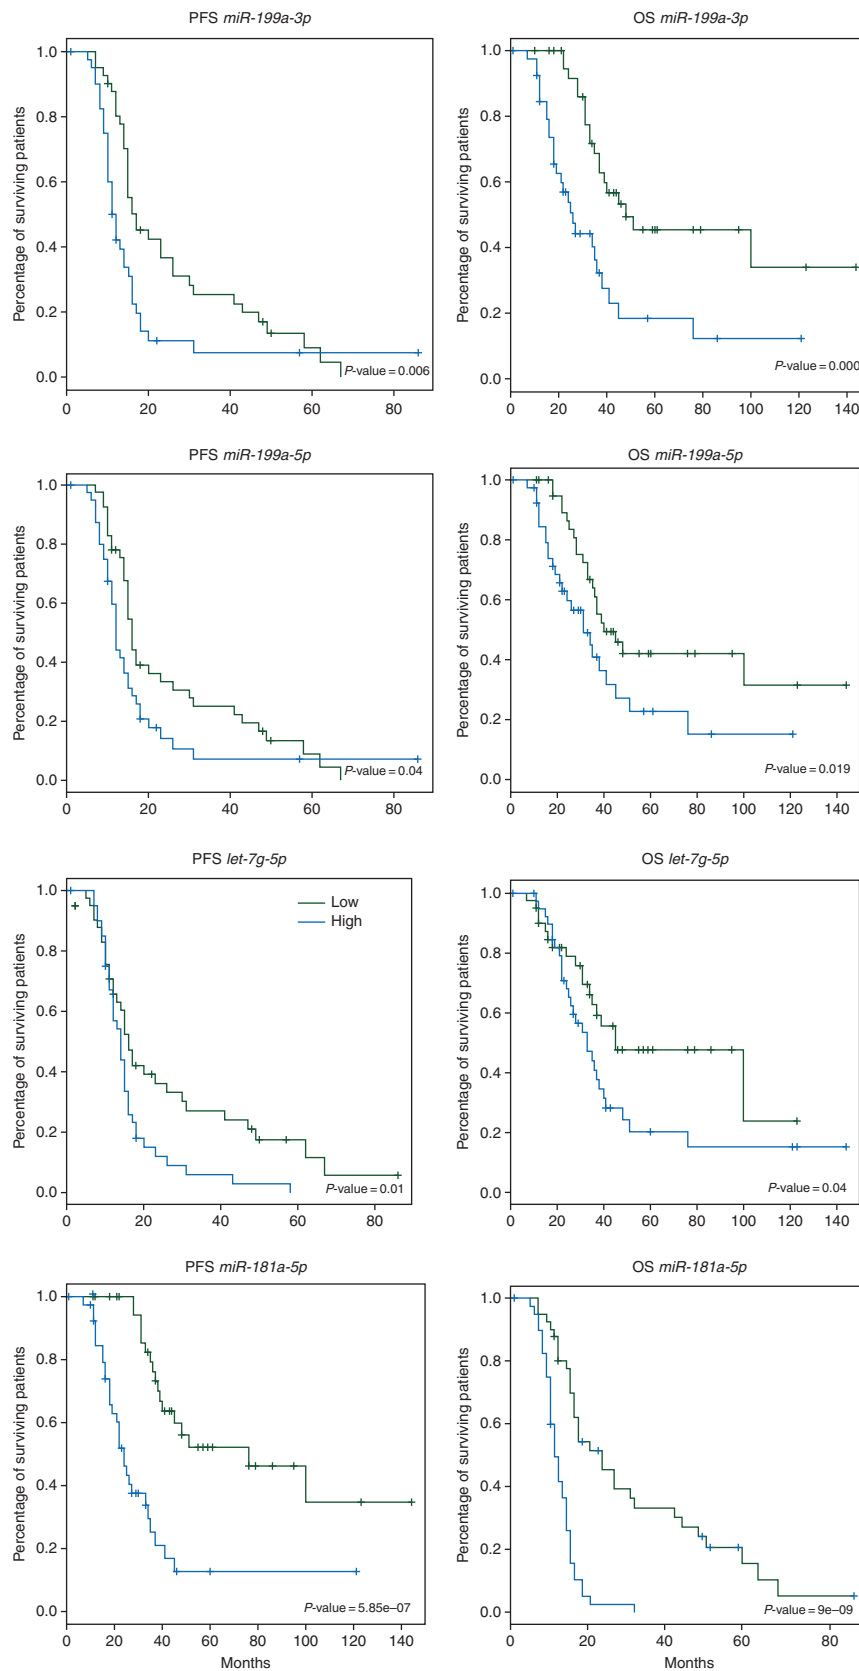 PFS miR-199a-3p
Percentage of surviving patients
1.0
0.8
0.6
0.4
0.2
0.0
0 20 40 60 80
P-value = 0.006
OS miR-199a-3p
Percentage of surviving patients
1.0
0.8
0.6
0.4
0.2
0.0
0 20 40 60 80 100 120 140
P-value = 0.000
PFS miR-199a-5p
Percentage of surviving patients
1.0
0.8
0.6
0.4
0.2
0.0
0 20 40 60 80
P-value = 0.04
OS miR-199a-5p
Percentage of surviving patients
1.0
0.8
0.6
0.4
0.2
0.0
0 20 40 60 80 100 120 140
P-value = 0.019
PFS let-7g-5p
Percentage of surviving patients
1.0
0.8
0.6
0.4
0.2
0.0
0 20 40 60 80
Low
High
P-value = 0.01
OS let-7g-5p
Percentage of surviving patients
1.0
0.8
0.6
0.4
0.2
0.0
0 20 40 60 80 100 120 140
P-value = 0.04
PFS miR-181a-5p
Percentage of surviving patients
1.0
0.8
0.6
0.4
0.2
0.0
0 20 40 60 80 100 120 140
P-value = 5.85e–07
Months
OS miR-181a-5p
Percentage of surviving patients
1.0
0.8
0.6
0.4
0.2
0.0
0 20 40 60 80
P-value = 9e–09
Months